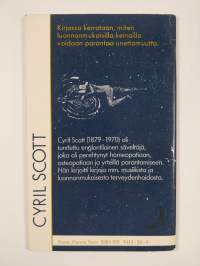 Kirjassa kerrotaan, miten
luonnonmukaisilla keinoilla
voidaan parantaa unettomuutta.
Cyril Scott (1879 -1970) oli
tunnettu englantilainen säveltäjä,
joka oli perehtynyt homeopatiaan,
osteopatiaan ja yrteillä parantamiseen.
Hän kirjoitti kirjoja mm. musiikista ja
luonnonmukaisesta terveydenhoidosta.
CYRIL SCOTT